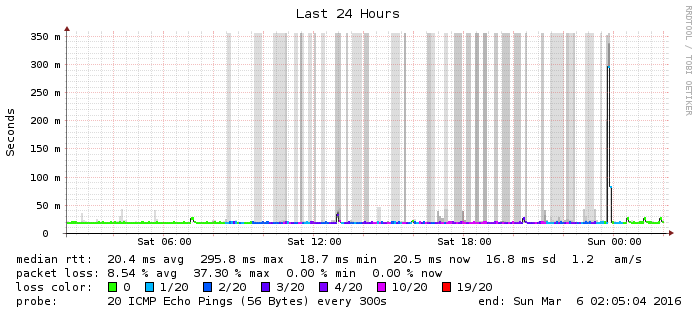 Last 24 Hours
RRDTOOL / TOBI OETIKER
Seconds
350 m
300 m
250 m
200 m
150 m
100 m
50 m
0
Sat 06:00 Sat 12:00 Sat 18:00 Sun 00:00
median rtt: 20.4 ms avg 295.8 ms max 18.7 ms min 20.5 ms now 16.8 ms sd 1.2 am/s
packet loss: 8.54 % avg 37.30 % max 0.00 % min 0.00 % now
loss color: 0 1/20 2/20 3/20 4/20 10/20 19/20
probe: 20 ICMP Echo Pings (56 Bytes) every 300s end: Sun Mar 6 02:05:04 2016